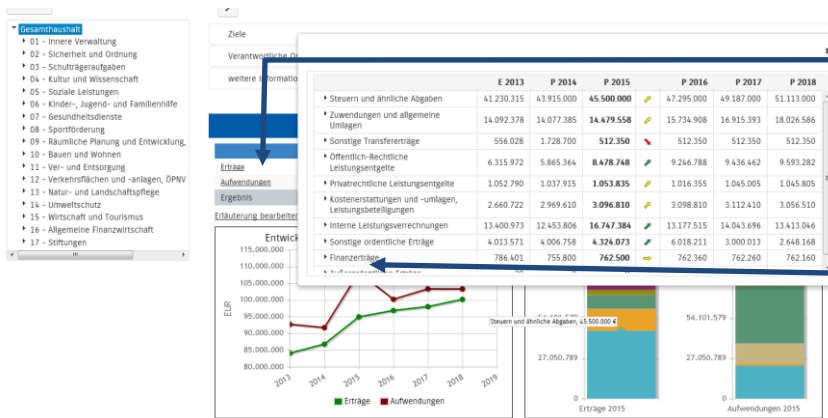 Gesamthaushalt
01 - Innere Verwaltung
02 - Sicherheit und Ordnung
03 - Schulträgeraufgaben
04 - Kultur und Wissenschaft
05 - Soziale Leistungen
06 - Kinder-, Jugend- und Familienhilfe
07 - Gesundheitsdienste
08 - Sportförderung
09 - Räumliche Planung und Entwicklung,
10 - Bauen und Wohnen
11 - Ver- und Entsorgung
12 - Verkehrsflächen und -anlagen, ÖPNV
13 - Natur- und Landschaftspflege
14 - Umweltschutz
15 - Wirtschaft und Tourismus
16 - Allgemeine Finanzwirtschaft
17 - Stiftungen
Ziele
Verantwortliche
weitere
E 2013 P 2014 P 2015 P 2016 P 2017 P 2018
Steuern und ähnliche Abgaben 41.230.315 43.915.000 45.500.000 47.295.000 49.187.000 51.113.000
Zuwendungen und allgemeine
Umlagen 14.092.378 14.077.385 14.479.558 15.734.908 16.915.393 18.026.586
Sonstige Transfererträge 556.028 1.728.700 512.350 512.350 512.350 512.350
Öffentlich-Rechtliche
Leistungsentgelte 6.315.972 5.865.364 8.478.748 9.246.788 9.436.462 9.593.282
Privatrechtliche Leistungsentgelte 1.052.790 1.037.915 1.053.835 1.016.355 1.045.005 1.045.805
Kostenerstattungen und -umlagen,
Leistungsbeteiligungen 2.660.722 2.969.610 3.096.810 3.098.810 3.112.410 3.056.510
Interne Leistungsverrechnungen 13.400.973 12.453.806 16.747.384 13.177.515 14.043.696 13.413.046
Sonstige ordentliche Erträge 4.013.571 4.006.758 4.324.073 6.018.211 3.000.013 2.648.168
Finanzerträge 786.401 755.800 762.500 762.360 762.260 762.160
Erträge
Aufwendungen
Ergebnis
Erläuterung bearbeiten
115.000.000
110.000.000
105.000.000
100.000.000
95.000.000
90.000.000
85.000.000
80.000.000
EUR
2013 2014 2015 2016 2017 2018 2019
Erträge Aufwendungen
Steuern und ähnliche Abgaben, 45.500.000 €
27.050.789
0
Erträge 2015
54.101.579
27.050.789
0
Aufwendungen 2015